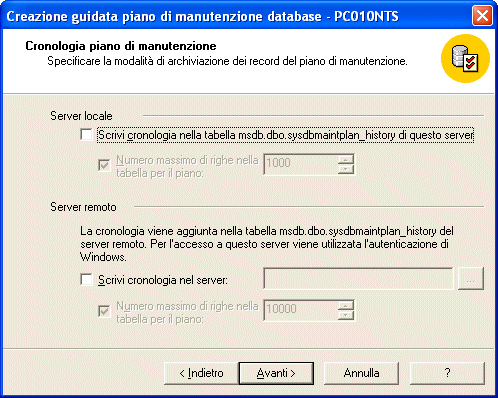 Creazione guidata piano di manutenzione database - PC010NTS
Cronologia piano di manutenzione
Specificare la modalità di archiviazione dei record del piano di manutenzione.
Server locale
Scrivi cronologia nella tabella msdb.dbo.sysdbmaintplan_history di questo server
Numero massimo di righe nella
tabella per il piano:
1000
Server remoto
La cronologia viene aggiunta nella tabella msdb.dbo.sysdbmaintplan_history del
server remoto. Per l'accesso a questo server viene utilizzata l'autenticazione di
Windows.
Scrivi cronologia nel server:
...
Numero massimo di righe nella
tabella per il piano:
10000
< Indietro
Avanti >
Annulla
?